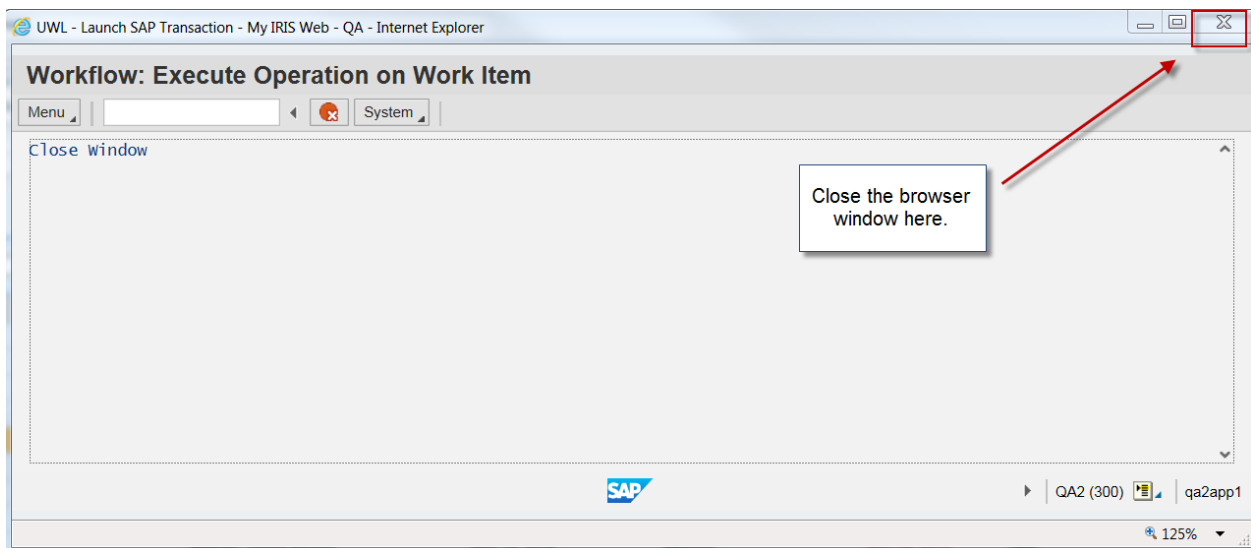 UWL - Launch SAP Transaction - My IRIS Web - QA - Internet Explorer
Workflow: Execute Operation on Work Item
Menu System
Close Window
Close the browser
window here.
SAP QA2 (300) qa2app1
125%